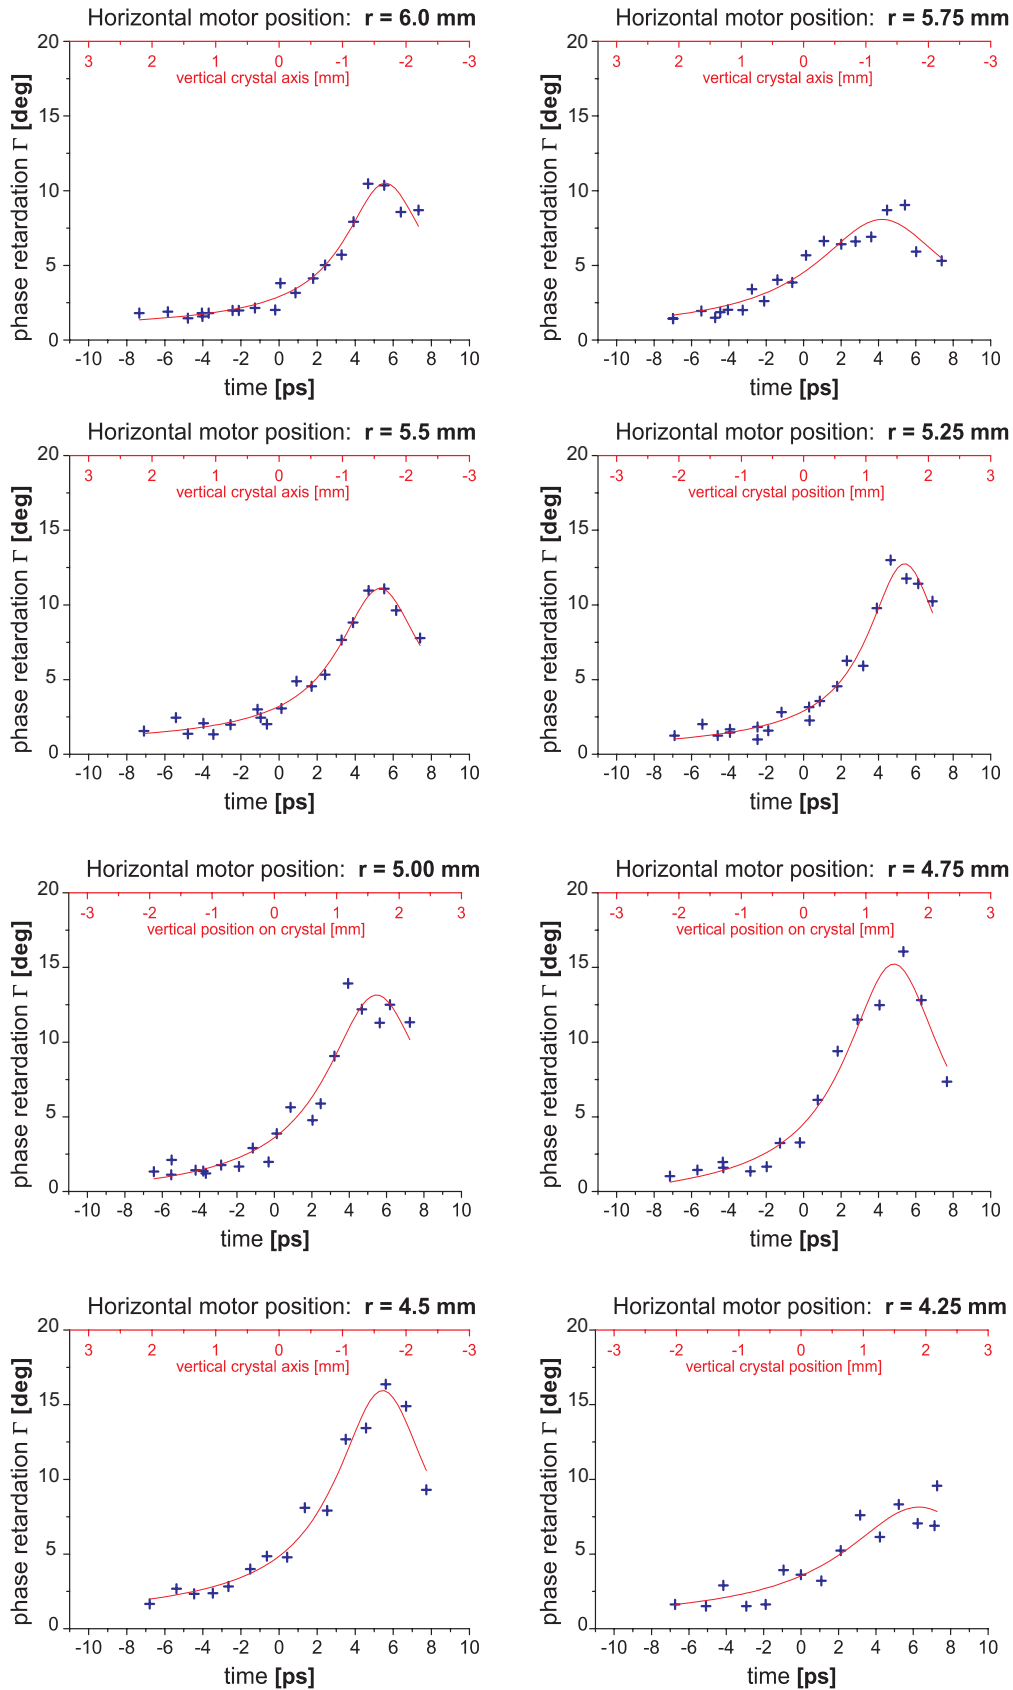 Horizontal motor position: r = 6.0 mm
20
3 2 1 0 -1 -2 -3
vertical crystal axis [mm]
15
10
5
0
phase retardation Γ [deg]
-10 -8 -6 -4 -2 0 2 4 6 8 10
time [ps]
Horizontal motor position: r = 5.75 mm
20
3 2 1 0 -1 -2 -3
vertical crystal axis [mm]
15
10
5
0
phase retardation Γ [deg]
-10 -8 -6 -4 -2 0 2 4 6 8 10
time [ps]
Horizontal motor position: r = 5.5 mm
20
3 2 1 0 -1 -2 -3
vertical crystal axis [mm]
15
10
5
0
phase retardation Γ [deg]
-10 -8 -6 -4 -2 0 2 4 6 8 10
time [ps]
Horizontal motor position: r = 5.25 mm
20
-3 -2 -1 0 1 2 3
vertical crystal position [mm]
15
10
5
0
phase retardation Γ [deg]
-10 -8 -6 -4 -2 0 2 4 6 8 10
time [ps]
Horizontal motor position: r = 5.00 mm
20
-3 -2 -1 0 1 2 3
vertical position on crystal [mm]
15
10
5
0
phase retardation Γ [deg]
-10 -8 -6 -4 -2 0 2 4 6 8 10
time [ps]
Horizontal motor position: r = 4.75 mm
20
-3 -2 -1 0 1 2 3
vertical position on crystal [mm]
15
10
5
0
phase retardation Γ [deg]
-10 -8 -6 -4 -2 0 2 4 6 8 10
time [ps]
Horizontal motor position: r = 4.5 mm
20
3 2 1 0 -1 -2 -3
vertical crystal axis [mm]
15
10
5
0
phase retardation Γ [deg]
-10 -8 -6 -4 -2 0 2 4 6 8 10
time [ps]
Horizontal motor position: r = 4.25 mm
20
-3 -2 -1 0 1 2 3
vertical crystal position [mm]
15
10
5
0
phase retardation Γ [deg]
-10 -8 -6 -4 -2 0 2 4 6 8 10
time [ps]